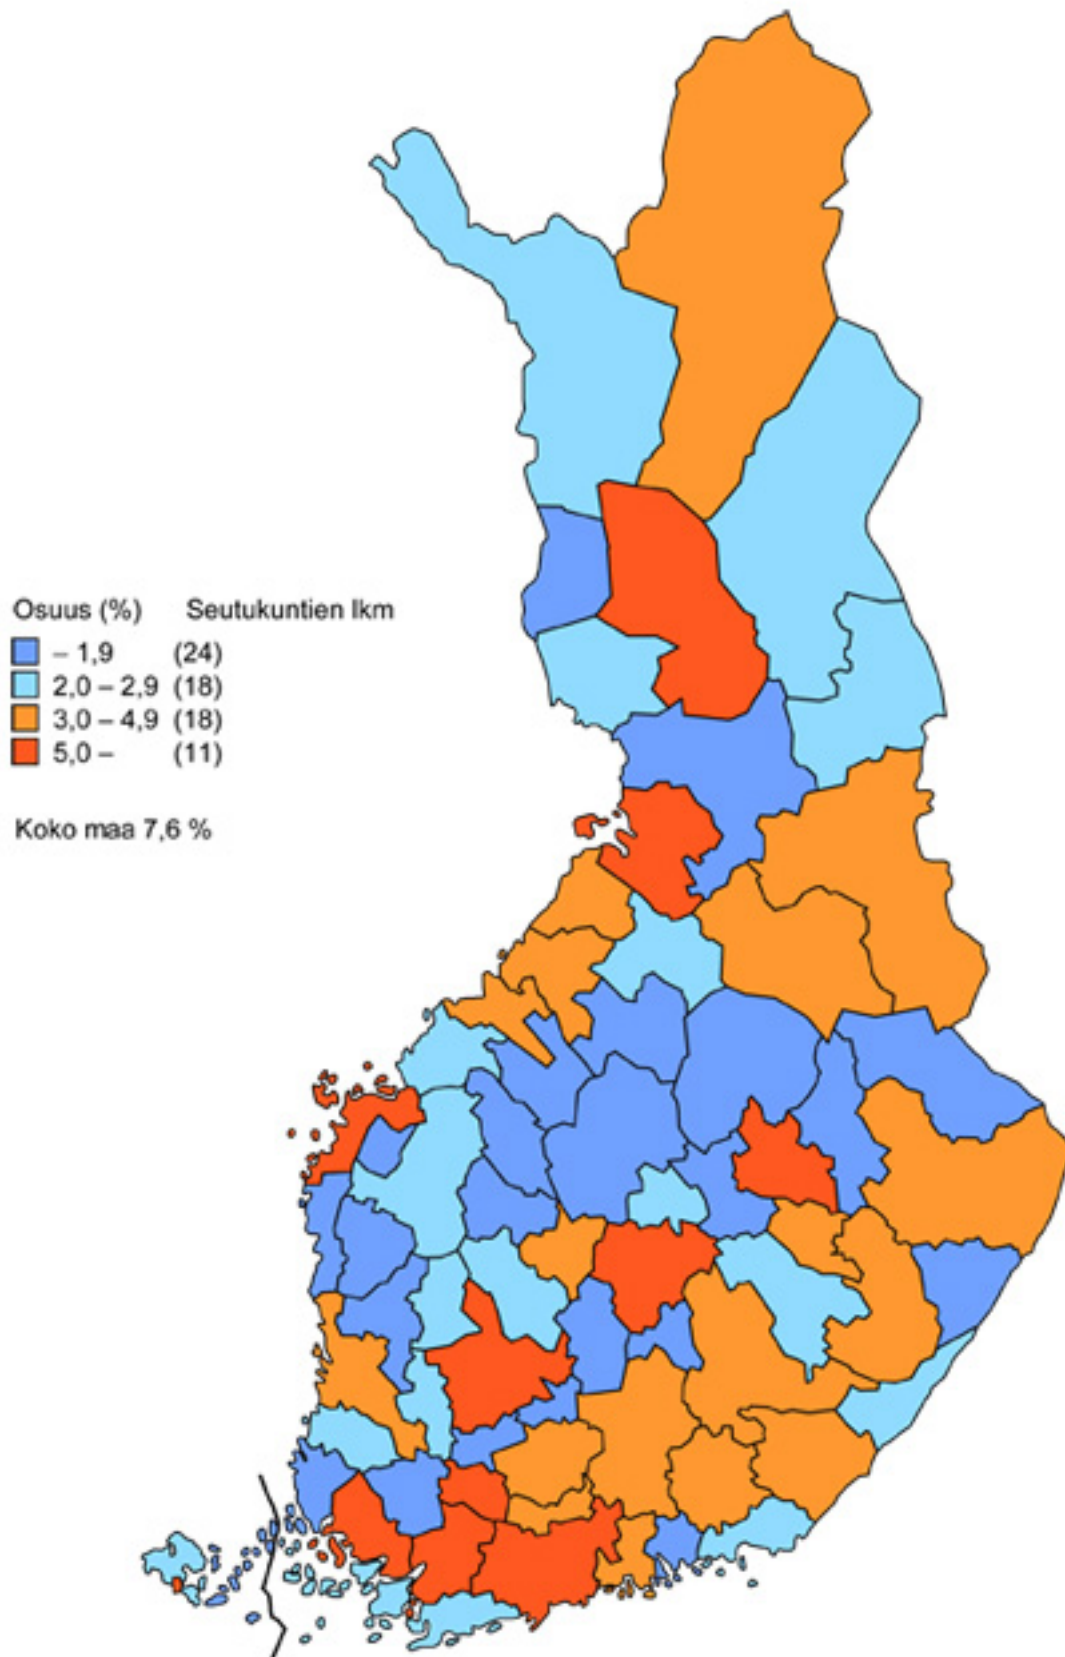 Osuus (%) Seutukuntien lkm
– 1,9 (24)
2,0 – 2,9 (18)
3,0 – 4,9 (18)
5,0 – (11)
Koko maa 7,6 %